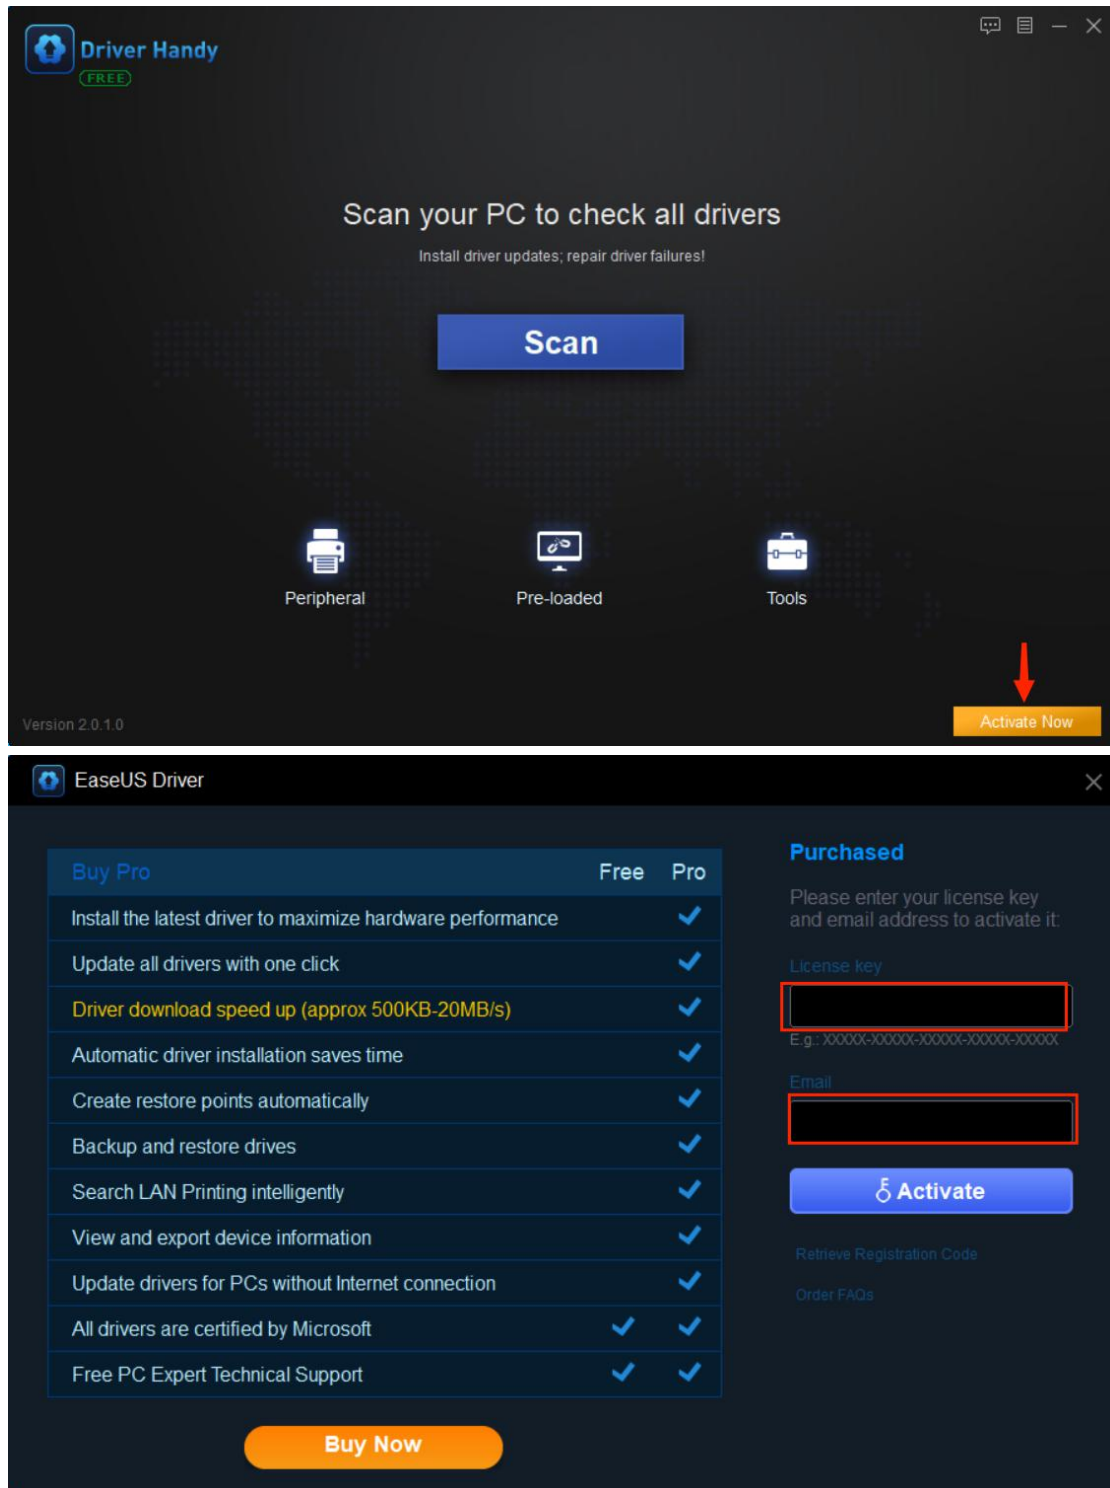 Driver Handy
FREE
Scan your PC to check all drivers
Install driver updates; repair driver failures!
Scan
Peripheral
Pre-loaded
Tools
Version 2.0.1.0
Activate Now
EaseUS Driver
Buy Pro Free Pro
Install the latest driver to maximize hardware performance
Update all drivers with one click
Driver download speed up (approx 500KB-20MB/s)
Automatic driver installation saves time
Create restore points automatically
Backup and restore drives
Search LAN Printing intelligently
View and export device information
Update drivers for PCs without Internet connection
All drivers are certified by Microsoft
Free PC Expert Technical Support
Buy Now
Purchased
Please enter your license key
and email address to activate it:
License key
E.g.: XXXXX-XXXXX-XXXXX-XXXXX-XXXXX
Email
Activate
Retrieve Registration Code
Order FAQs